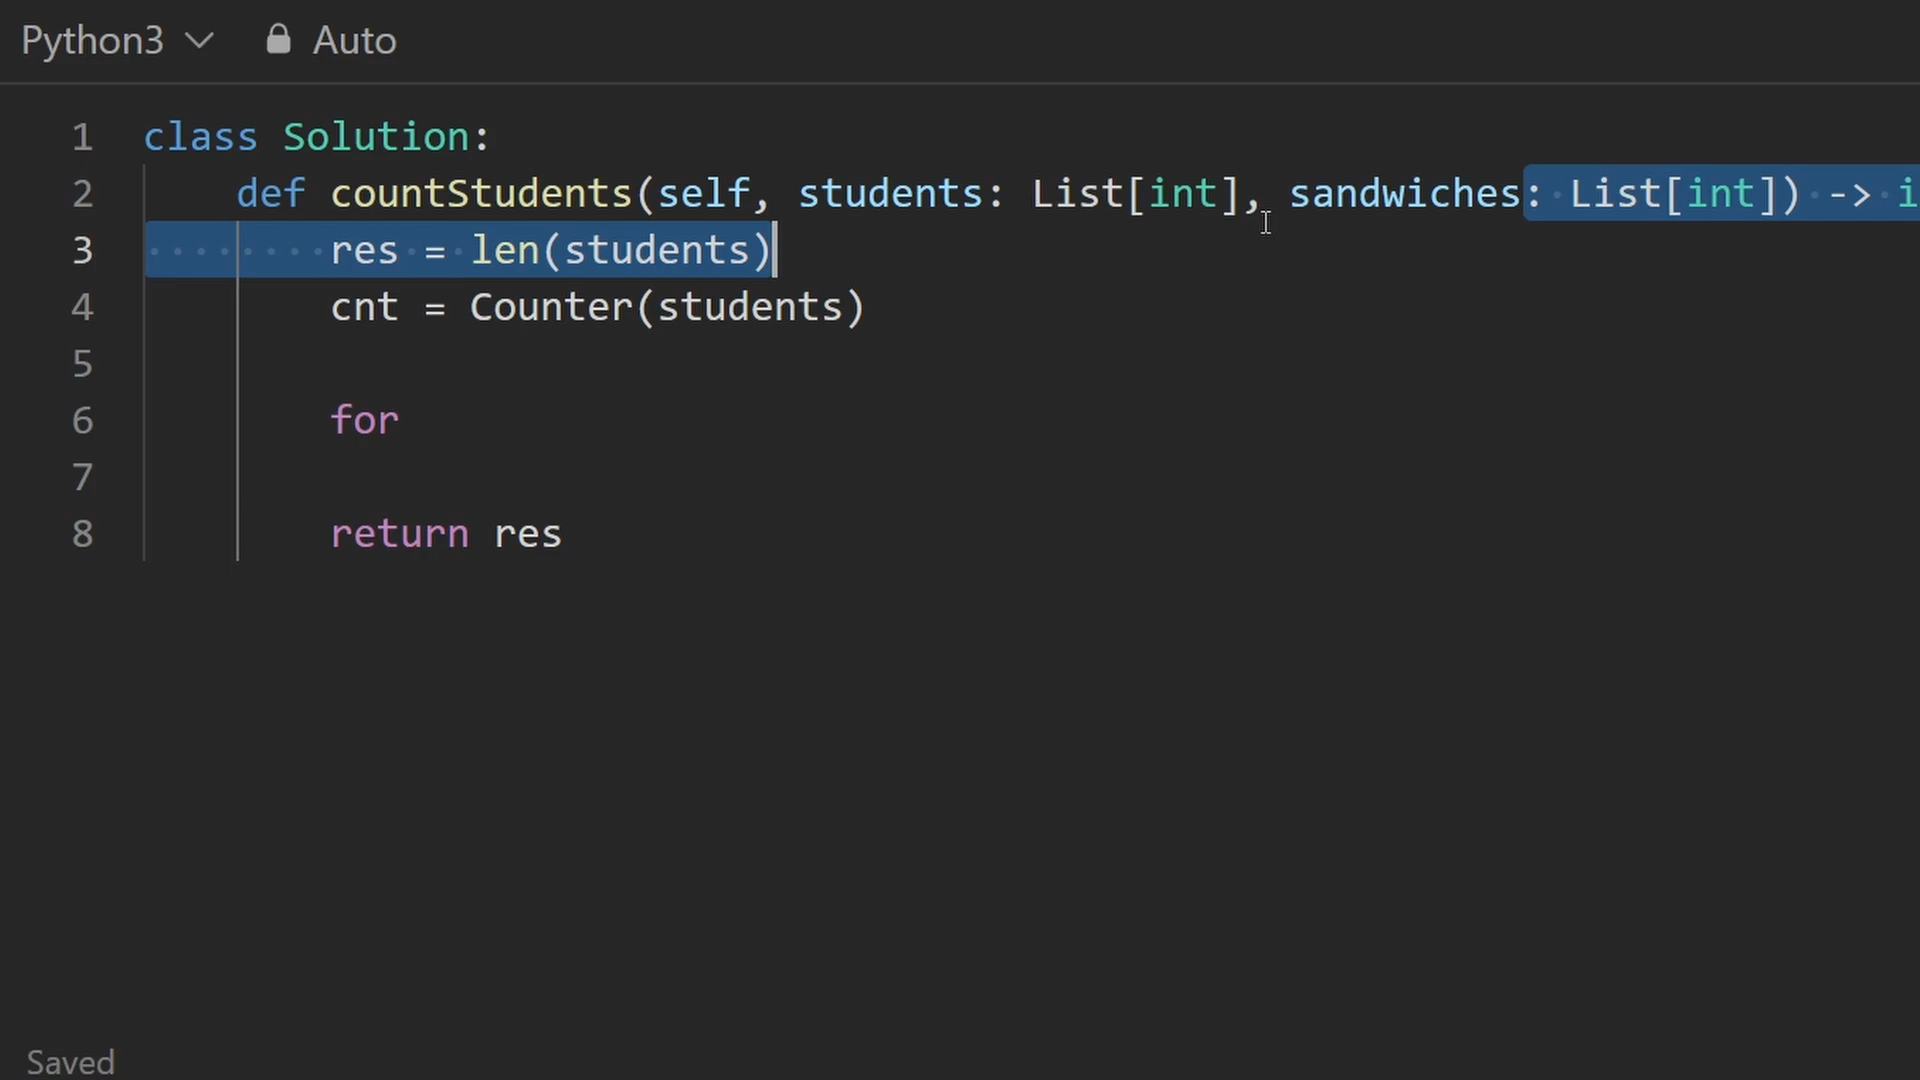 Python3 Auto
1 class Solution:
2 def countStudents(self, students: List[int], sandwiches: List[int]) -> i
3 res = len(students)
4 cnt = Counter(students)
5
6 for
7
8 return res
Saved